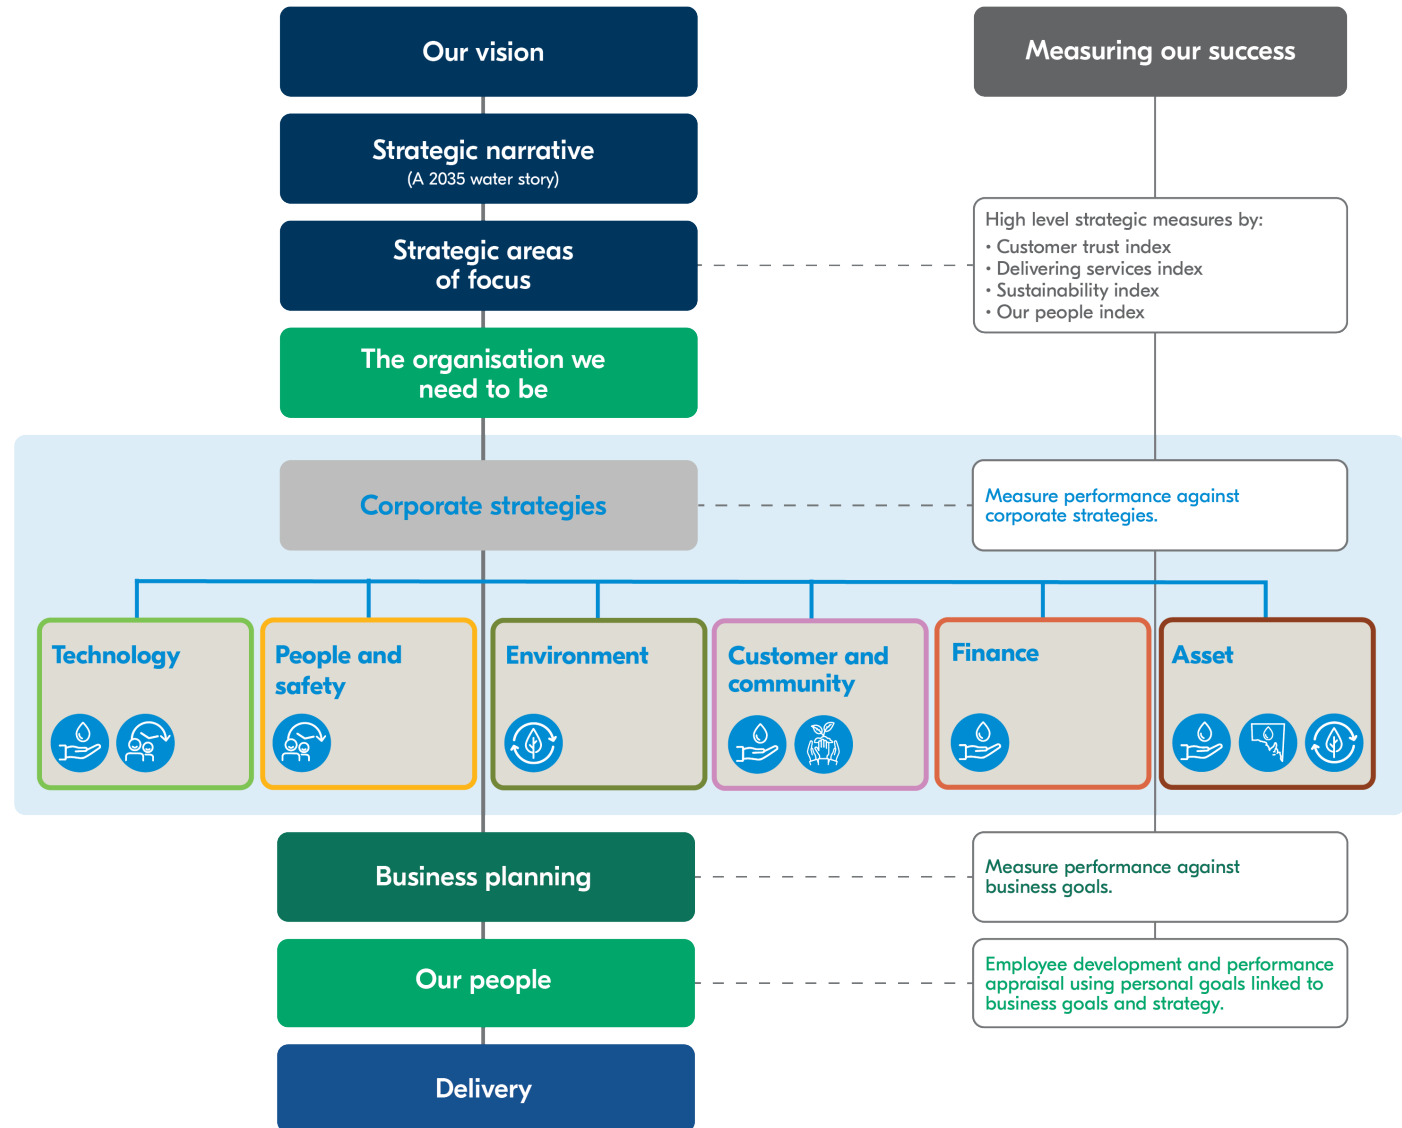 Our vision
Measuring our success
Strategic narrative
(A 2035 water story)
Strategic areas
of focus
High level strategic measures by:
• Customer trust index
• Delivering services index
• Sustainability index
• Our people index
The organisation we
need to be
Corporate strategies
Measure performance against
corporate strategies.
Technology
People and
safety
Environment
Customer and
community
Finance
Asset
Business planning
Measure performance against
business goals.
Our people
Employee development and performance
appraisal using personal goals linked to
business goals and strategy.
Delivery